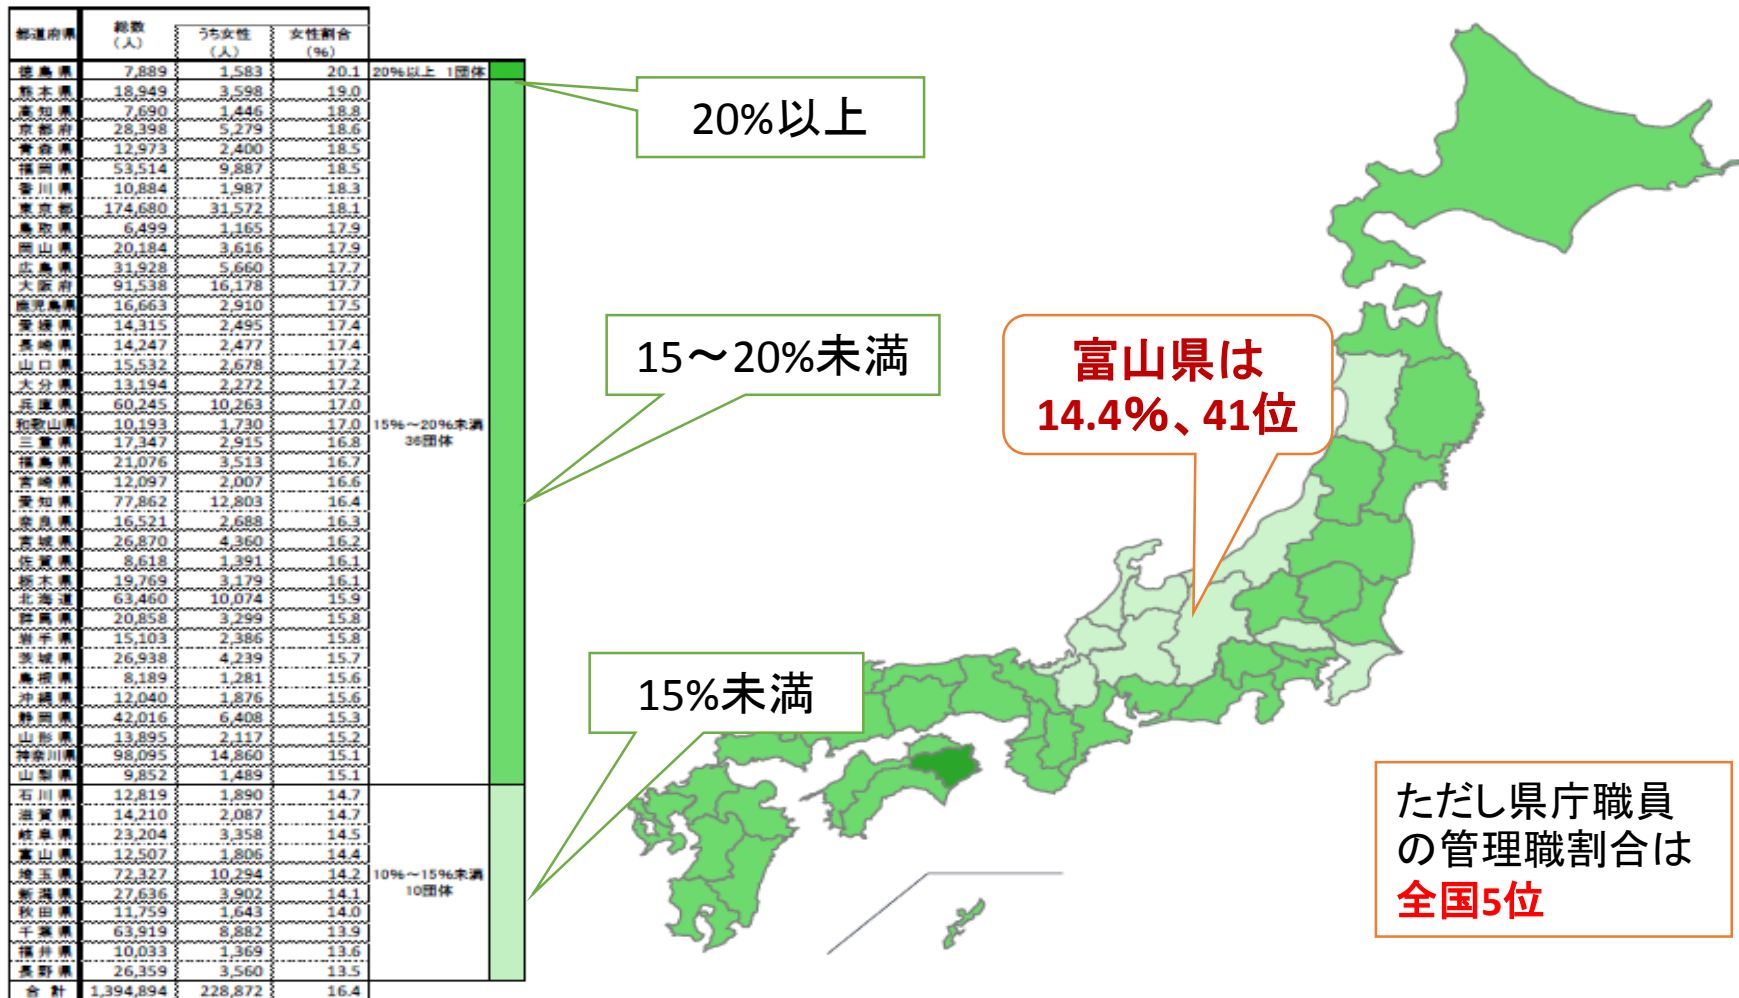 都道府県 総数（人） うち女性（人） 女性割合（%）
徳島県 7,889 1,583 20.1 20%以上 1団体
熊本県 18,949 3,598 19.0
高知県 7,690 1,446 18.8
京都府 28,398 5,279 18.6
青森県 12,973 2,400 18.5
福岡県 53,514 9,887 18.5
香川県 10,884 1,987 18.3
東京都 174,680 31,572 18.1
鳥取県 6,499 1,165 17.9
岡山県 20,184 3,616 17.9
広島県 31,928 5,660 17.7
大阪府 91,538 16,178 17.7
鹿児島県 16,663 2,910 17.5
愛媛県 14,315 2,495 17.4
長崎県 14,247 2,477 17.4
山口県 15,532 2,678 17.2
大分県 13,194 2,272 17.2
兵庫県 60,245 10,263 17.0
和歌山県 10,193 1,730 17.0 15%～20%未満
三重県 17,347 2,915 16.8 36団体
福島県 21,076 3,513 16.7
宮崎県 12,097 2,007 16.6
愛知県 77,862 12,803 16.4
奈良県 16,521 2,688 16.3
宮城県 26,870 4,360 16.2
佐賀県 8,618 1,391 16.1
栃木県 19,769 3,179 16.1
北海道 63,460 10,074 15.9
群馬県 20,858 3,299 15.8
岩手県 15,103 2,386 15.8
茨城県 26,938 4,239 15.7
島根県 8,189 1,281 15.6
沖縄県 12,040 1,876 15.6
静岡県 42,016 6,408 15.3
山形県 13,895 2,117 15.2
神奈川県 98,095 14,860 15.1
山梨県 9,852 1,489 15.1
石川県 12,819 1,890 14.7
滋賀県 14,210 2,087 14.7
岐阜県 23,204 3,358 14.5
富山県 12,507 1,806 14.4
埼玉県 72,327 10,294 14.2 10%～15%未満
新潟県 27,636 3,902 14.1 10団体
秋田県 11,759 1,643 14.0
千葉県 63,919 8,882 13.9
福井県 10,033 1,369 13.6
長野県 26,359 3,560 13.5
合計 1,394,894 228,872 16.4
20%以上
15～20%未満
15%未満
富山県は
14.4%、41位
ただし県庁職員
の管理職割合は
全国5位